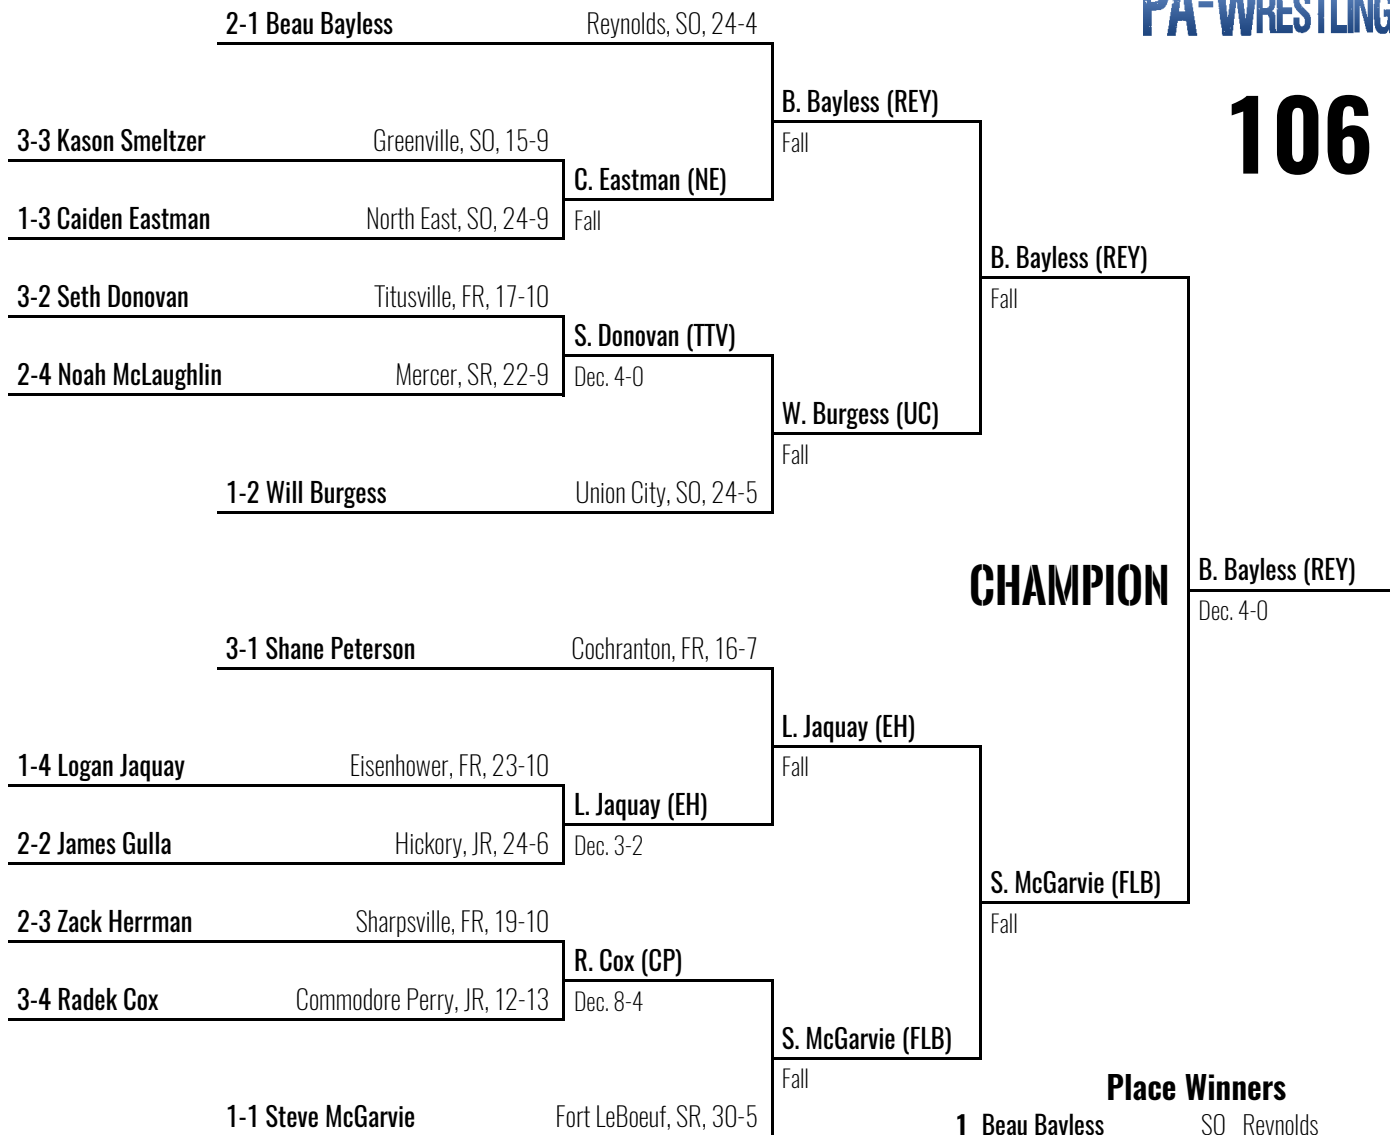 PA-WRESTLING
106
2-1 Beau Bayless Reynolds, SO, 24-4
B. Bayless (REY)
Fall
3-3 Kason Smeltzer Greenville, SO, 15-9
C. Eastman (NE)
Fall
1-3 Caiden Eastman North East, SO, 24-9
B. Bayless (REY)
Fall
3-2 Seth Donovan Titusville, FR, 17-10
S. Donovan (TTV)
Dec. 4-0
2-4 Noah McLaughlin Mercer, SR, 22-9
W. Burgess (UC)
Fall
1-2 Will Burgess Union City, SO, 24-5
CHAMPION
B. Bayless (REY)
Dec. 4-0
3-1 Shane Peterson Cochranton, FR, 16-7
L. Jaquay (EH)
Fall
1-4 Logan Jaquay Eisenhower, FR, 23-10
L. Jaquay (EH)
Dec. 3-2
2-2 James Gulla Hickory, JR, 24-6
S. McGarvie (FLB)
Fall
2-3 Zack Herrman Sharpsville, FR, 19-10
R. Cox (CP)
Dec. 8-4
3-4 Radek Cox Commodore Perry, JR, 12-13
S. McGarvie (FLB)
Fall
1-1 Steve McGarvie Fort LeBoeuf, SR, 30-5
Place Winners
1 Beau Bayless SO Reynolds